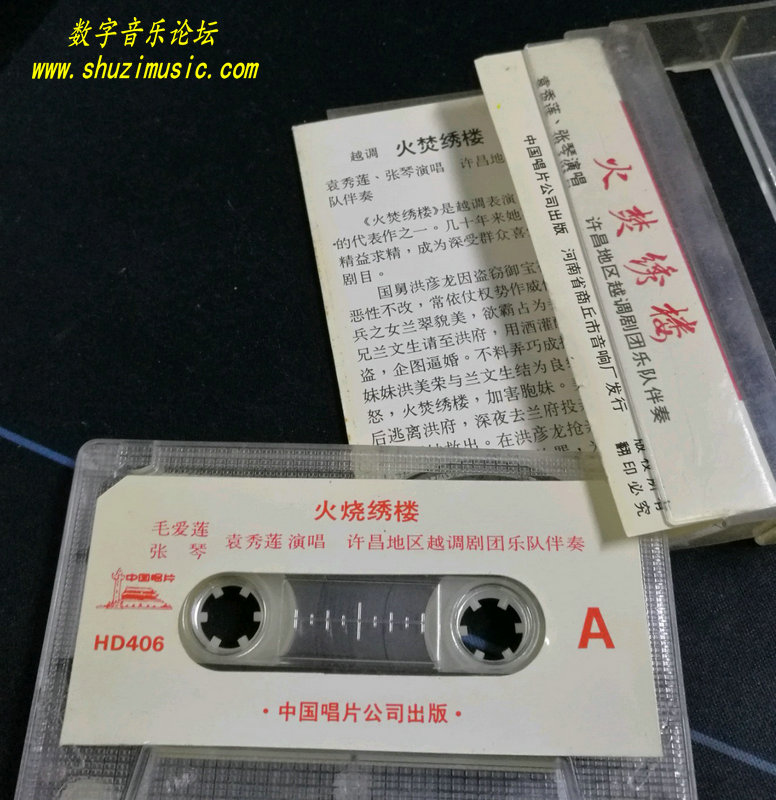 数字音乐论坛
www.shuzimusic.com
越调 火焚绣楼
袁秀莲、张琴演唱 许昌地
队伴奏
《火焚绣楼》是越调表演
的代表作之一。几十年来她
精益求精，成为深受群众喜
剧目。
国舅洪彦龙因盗窃御宝
恶性不改，常依仗权势作威
兵之女兰翠貌美，欲霸占为
兄兰文生请至洪府，用酒灌
盗，企图逼婚。不料弄巧成
妹妹洪美荣与兰文生结为良
怒，火焚绣楼，加害胞妹。
后逃离洪府，深夜去兰府投
救出。在洪彦龙抢
袁秀莲、张琴演唱 许昌地区越调剧团乐队伴奏
火焚绣楼
中国唱片公司出版 河南省商丘市音响厂发行
版权所有
翻印必究
火烧绣楼
毛爱莲
张琴 袁秀莲演唱 许昌地区越调剧团乐队伴奏
中国唱片
HD406
A
·中国唱片公司出版·